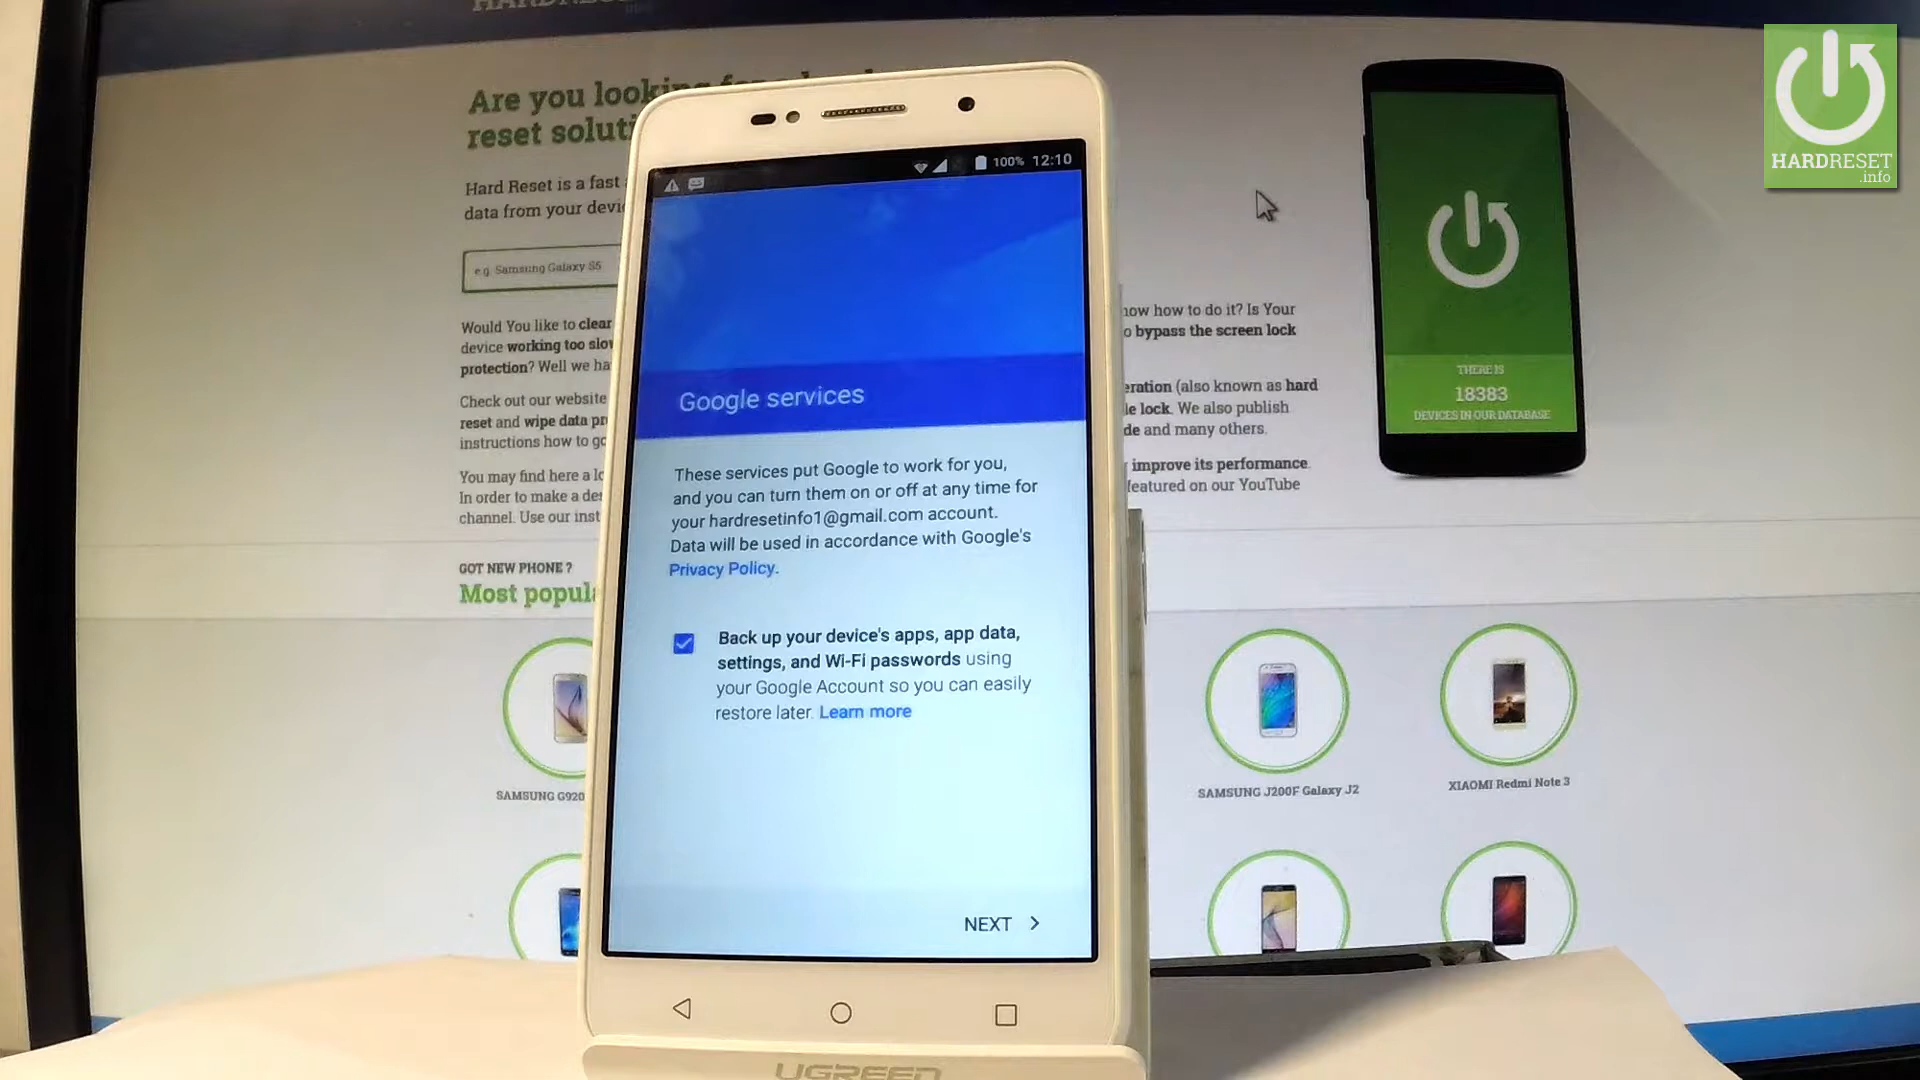 HARDRESET
.info
Are you looking for a hard
reset soluti
Hard Reset is a fast
data from your devi
e.g. Samsung Galaxy S5
Would You like to clear
device working too slo
protection? Well we ha
Check out our website
reset and wipe data pr
instructions how to go
You may find here a lo
In order to make a des
channel. Use our inst
GOT NEW PHONE ?
Most popul
SAMSUNG G920
100% 12:10
Google services
These services put Google to work for you,
and you can turn them on or off at any time for
your hardresetinfo1@gmail.com account.
Data will be used in accordance with Google's
Privacy Policy.
Back up your device's apps, app data,
settings, and Wi-Fi passwords using
your Google Account so you can easily
restore later. Learn more
NEXT
UGREEN
now how to do it? Is Your
o bypass the screen lock
eration (also known as hard
le lock. We also publish
de and many others.
improve its performance.
featured on our YouTube
THERE IS
18383
DEVICES IN OUR DATABASE
SAMSUNG J200F Galaxy J2
XIAOMI Redmi Note 3